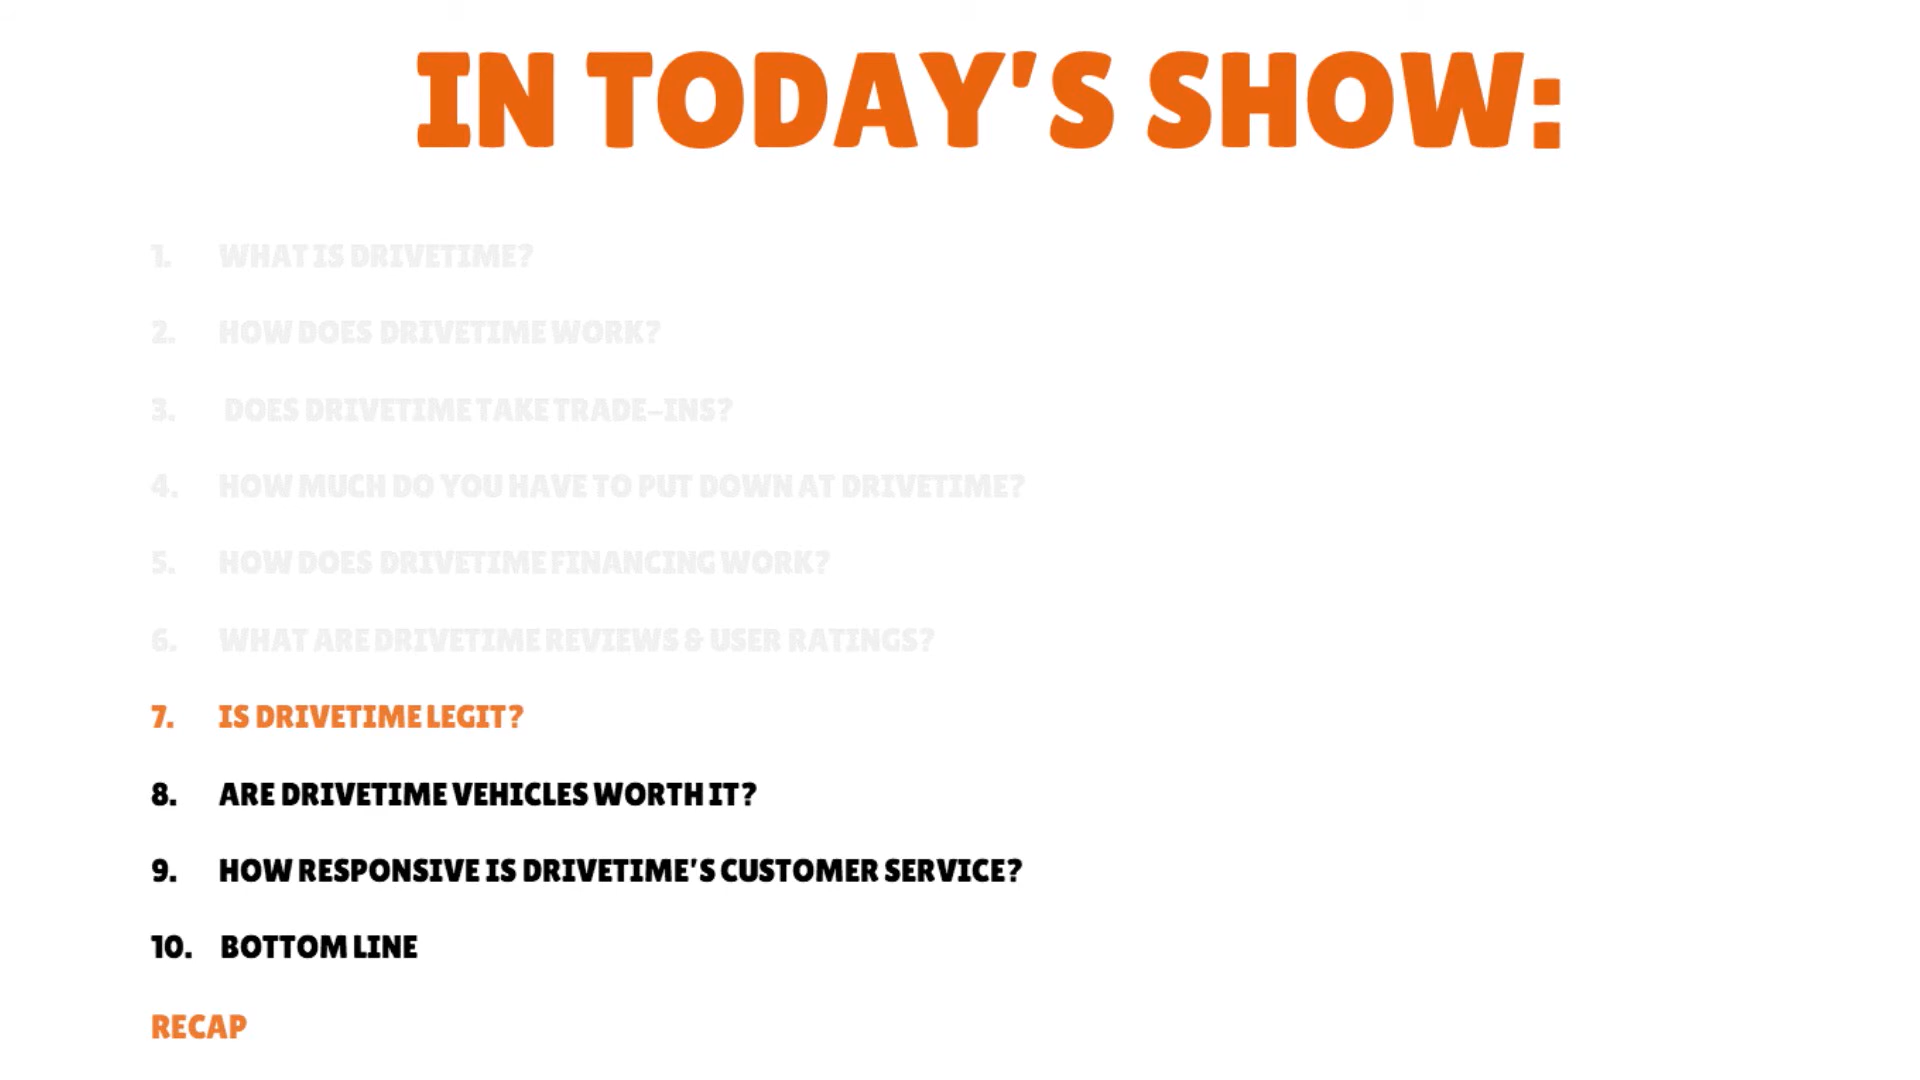 IN TODAY'S SHOW:
1. WHAT IS DRIVETIME?
2. HOW DOES DRIVETIME WORK?
3. DOES DRIVETIME TAKE TRADE-INS?
4. HOW MUCH DO YOU HAVE TO PUT DOWN AT DRIVETIME?
5. HOW DOES DRIVETIME FINANCING WORK?
6. WHAT ARE DRIVETIME REVIEWS & USER RATINGS?
7. IS DRIVETIME LEGIT?
8. ARE DRIVETIME VEHICLES WORTH IT?
9. HOW RESPONSIVE IS DRIVETIME'S CUSTOMER SERVICE?
10. BOTTOM LINE
RECAP